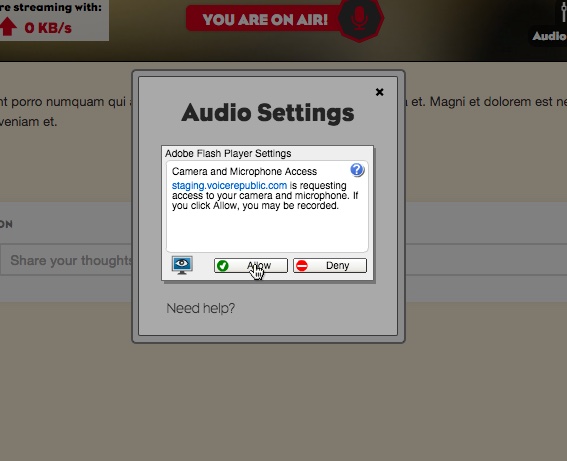 re streaming with:
0 KB/s
YOU ARE ON AIR!
Audio
nt porro numquam qui
et. Magni et dolorem est ne
veniam et.
Audio Settings
Adobe Flash Player Settings
Camera and Microphone Access
staging.voicerepublic.com is requesting
access to your camera and microphone. If
you click Allow, you may be recorded.
ON
Share your thoughts
Allow
Deny
Need help?